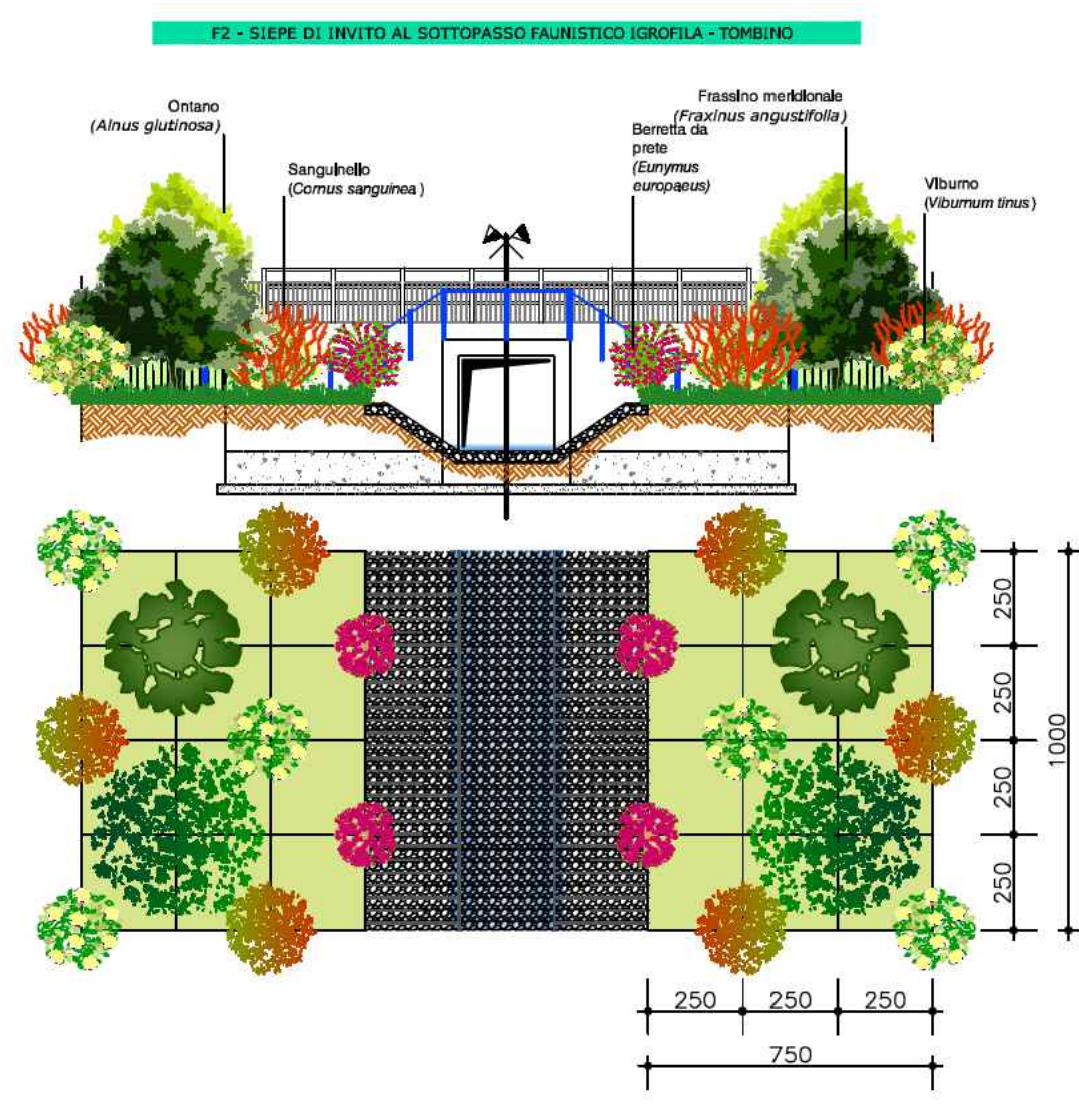 F2 - SIEPE DI INVITO AL SOTTOPASSO FAUNISTICO IGROFILA - TOMBINO
Ontano
(Alnus glutinosa)
Sanguinello
(Cornus sanguinea)
Frassino meridionale
(Fraxinus angustifolia)
Berretta da
prete
(Eunymus
europaeus)
Viburno
(Viburnum tinus)
250
250
250
250
1000
250 250 250
750